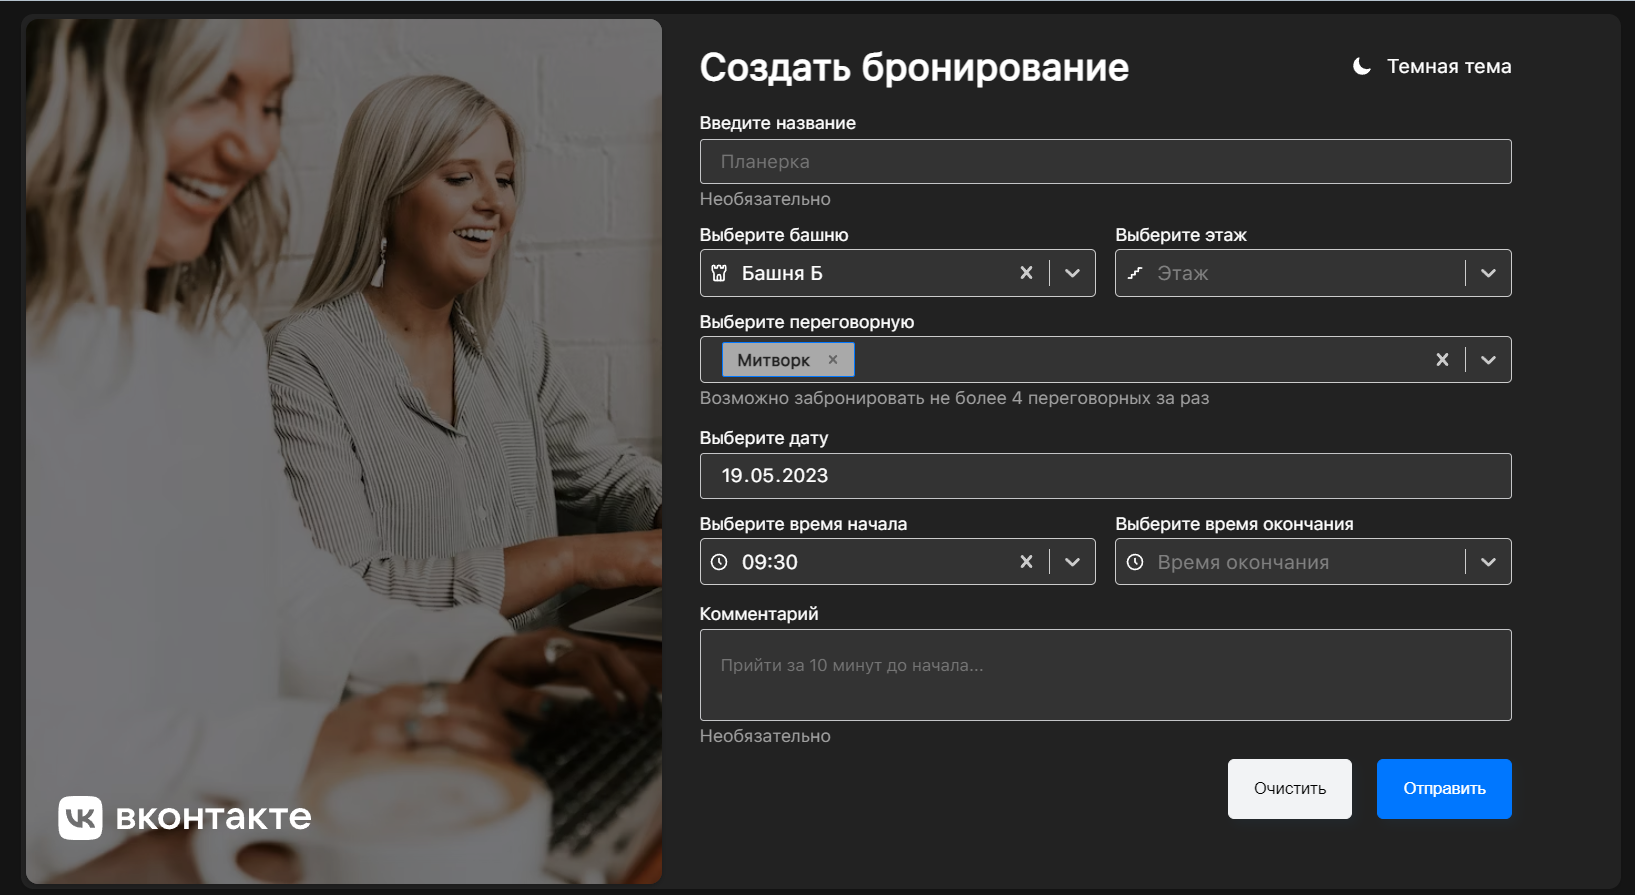 Создать бронирование
Темная тема
Введите название
Планерка
Необязательно
Выберите башню
Выберите этаж
Башня Б
Этаж
Выберите переговорную
Митворк
Возможно забронировать не более 4 переговорных за раз
Выберите дату
19.05.2023
Выберите время начала
Выберите время окончания
09:30
Время окончания
Комментарий
Прийти за 10 минут до начала...
Необязательно
Очистить
Отправить
вконтакте